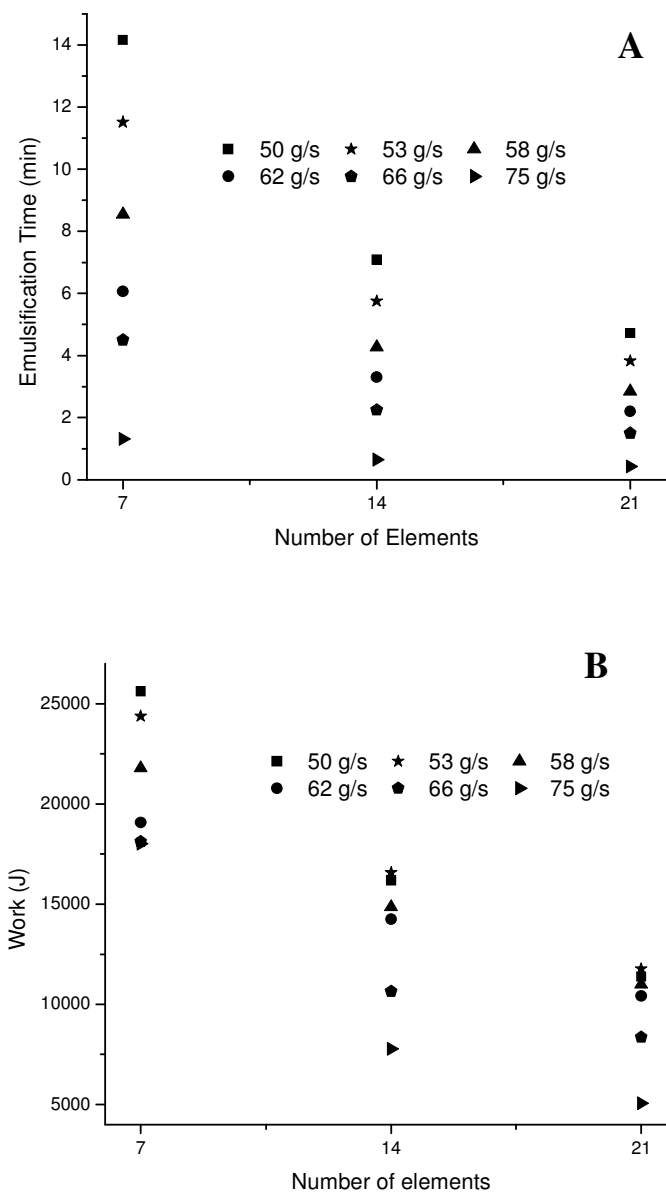 A
14
12
10
8
6
4
2
0
Emulsification Time (min)
50 g/s 53 g/s 58 g/s
62 g/s 66 g/s 75 g/s
7 14 21
Number of Elements
B
25000
20000
15000
10000
5000
Work (J)
50 g/s 53 g/s 58 g/s
62 g/s 66 g/s 75 g/s
7 14 21
Number of elements